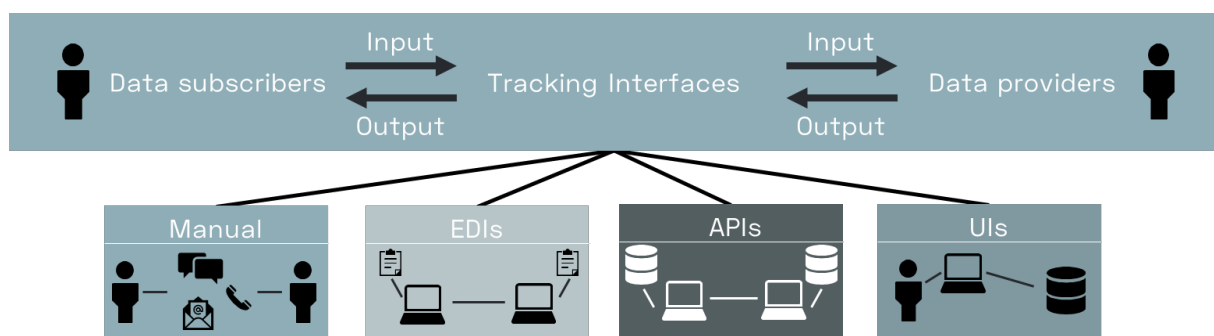 Input
Input
Data subscribers
Tracking Interfaces
Data providers
Output
Output
Manual
EDIs
APIs
UIs
@